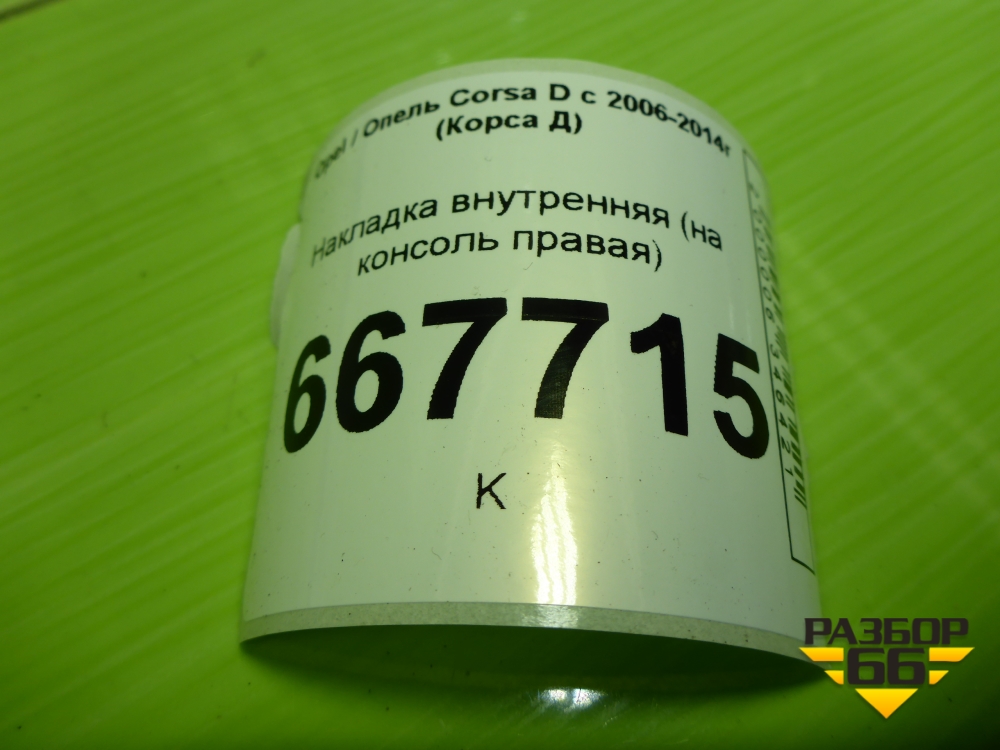 Opel / Опель Corsa D с 2006-2014г
(Корса Д)
Накладка внутренняя (на
консоль правая)
667715
К
РАЗБОР
66